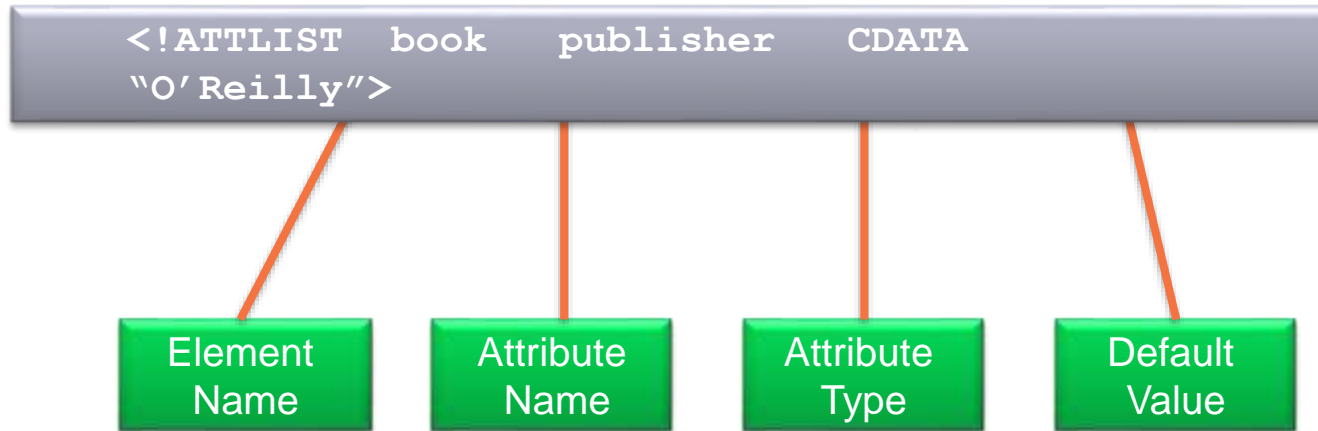 <!ATTLIST book publisher CDATA
“O’Reilly”>
Element Attribute Attribute Default
Name Name Type Value